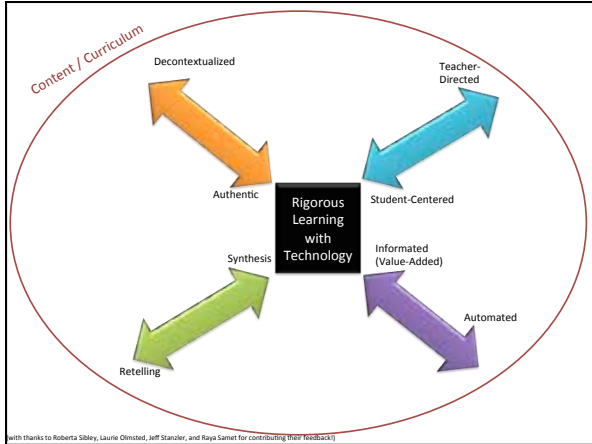 Content / Curriculum
Decontextualized
Teacher-
Directed
Authentic
Rigorous
Learning
with
Technology
Student-Centered
Synthesis
Informated
(Value-Added)
Automated
Retelling
(with thanks to Roberta Sibley, Laurie Olmsted, Jeff Stanzler, and Raya Samet for contributing their feedback!)